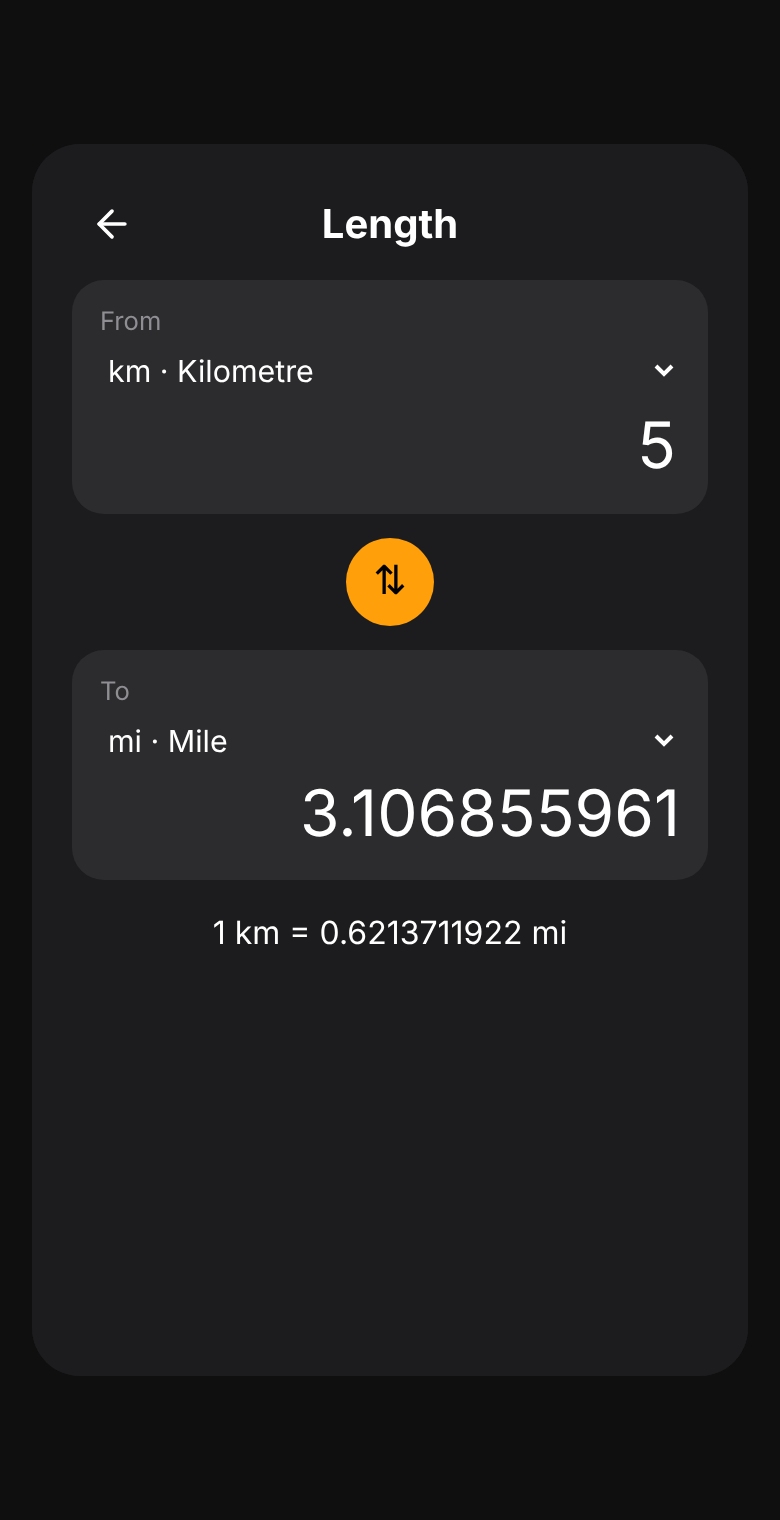 Length
From
km · Kilometre
5
To
mi · Mile
3.106855961
1 km = 0.6213711922 mi